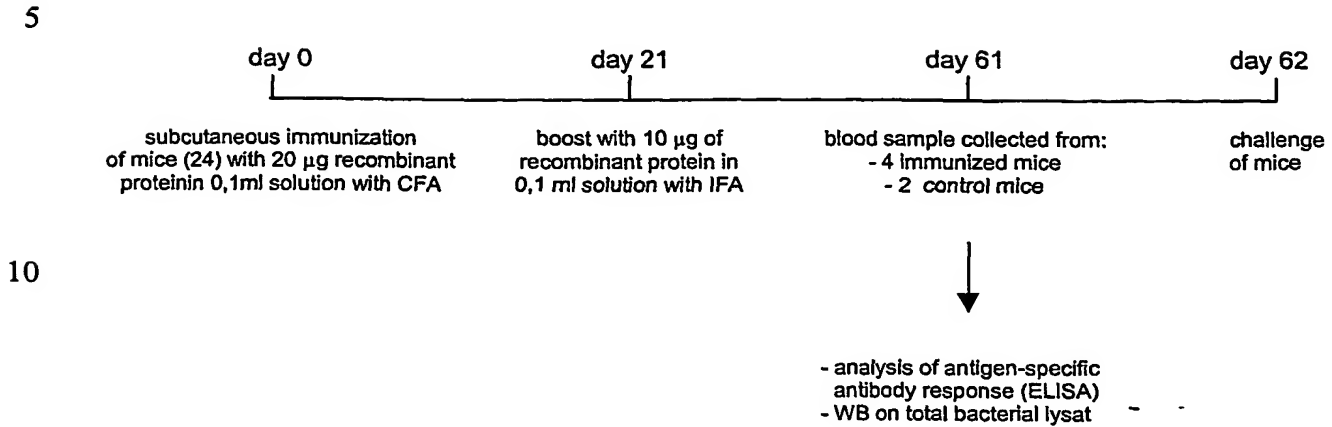 5
day 0 day 21 day 61 day 62
subcutaneous immunization
of mice (24) with 20 µg recombinant
proteinin 0,1ml solution with CFA
boost with 10 µg of
recombinant protein in
0,1 ml solution with IFA
blood sample collected from:
- 4 immunized mice
- 2 control mice
challenge
of mice
10
- analysis of antigen-specific
antibody response (ELISA)
- WB on total bacterial lysat